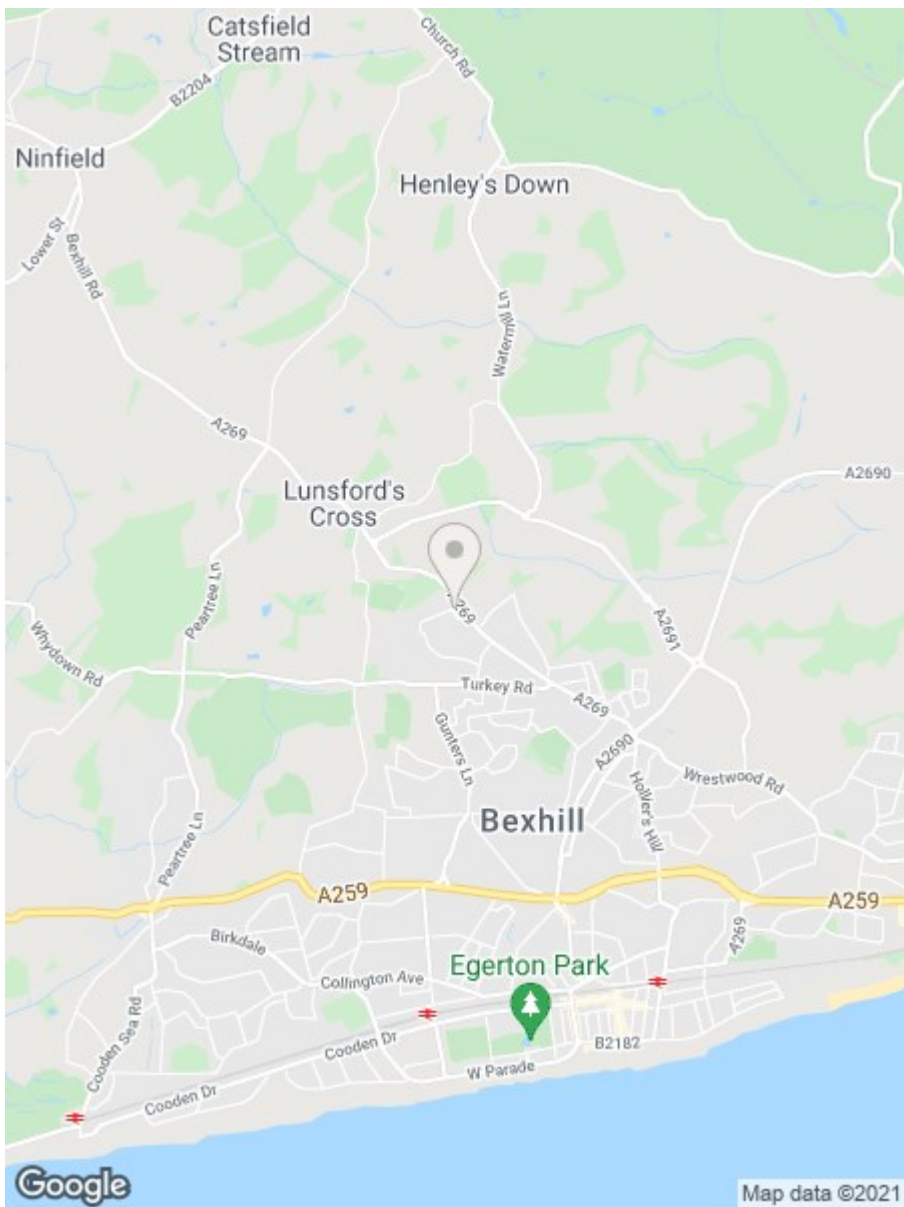 Catsfield
Stream
Church Rd
B2204
Ninfield
Henley's Down
Lower St
Bexhill Rd
Watermill Ln
A269
A2690
Lunsford's
Cross
Peartree Ln
A269
A2691
Whydown Rd
Turkey Rd
A269
Gunters Ln
A2690
Wrestwood Rd
Holliver's Hill
Bexhill
Peartree Ln
A259
A259
A269
Birkdale
Egerton Park
Collington Ave
Cooden Sea Rd
Cooden Dr
B2182
W Parade
Cooden Dr
Google
Map data ©2021